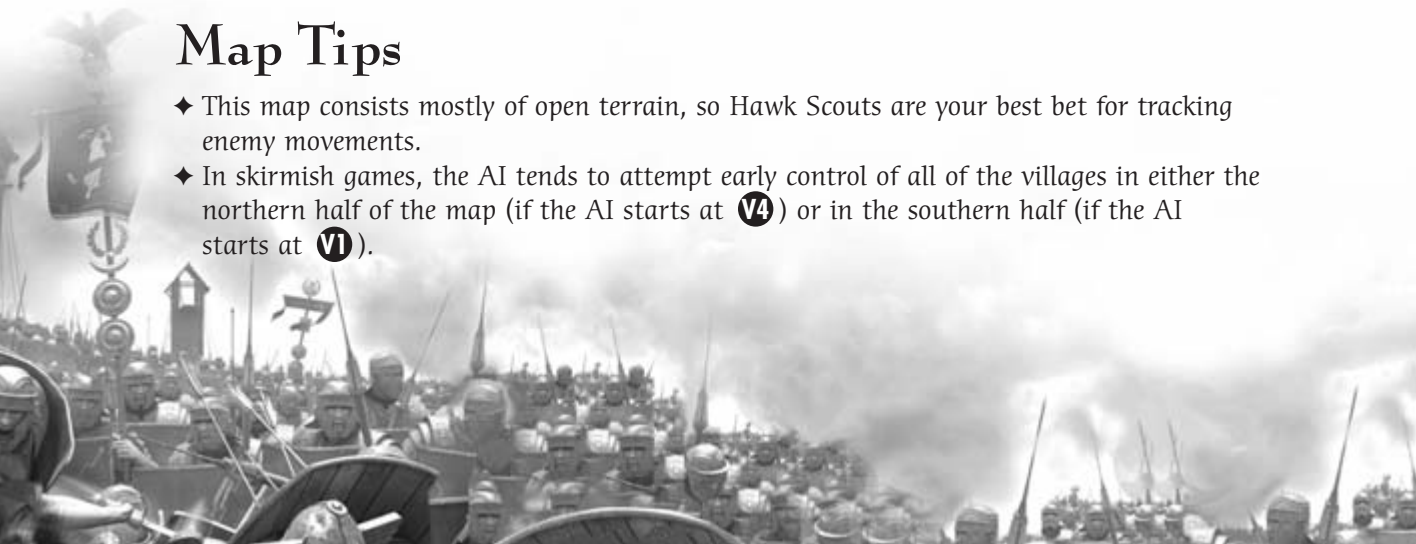 Map Tips
✦ This map consists mostly of open terrain, so Hawk Scouts are your best bet for tracking
enemy movements.
✦ In skirmish games, the AI tends to attempt early control of all of the villages in either the
northern half of the map (if the AI starts at V4) or in the southern half (if the AI
starts at V1).